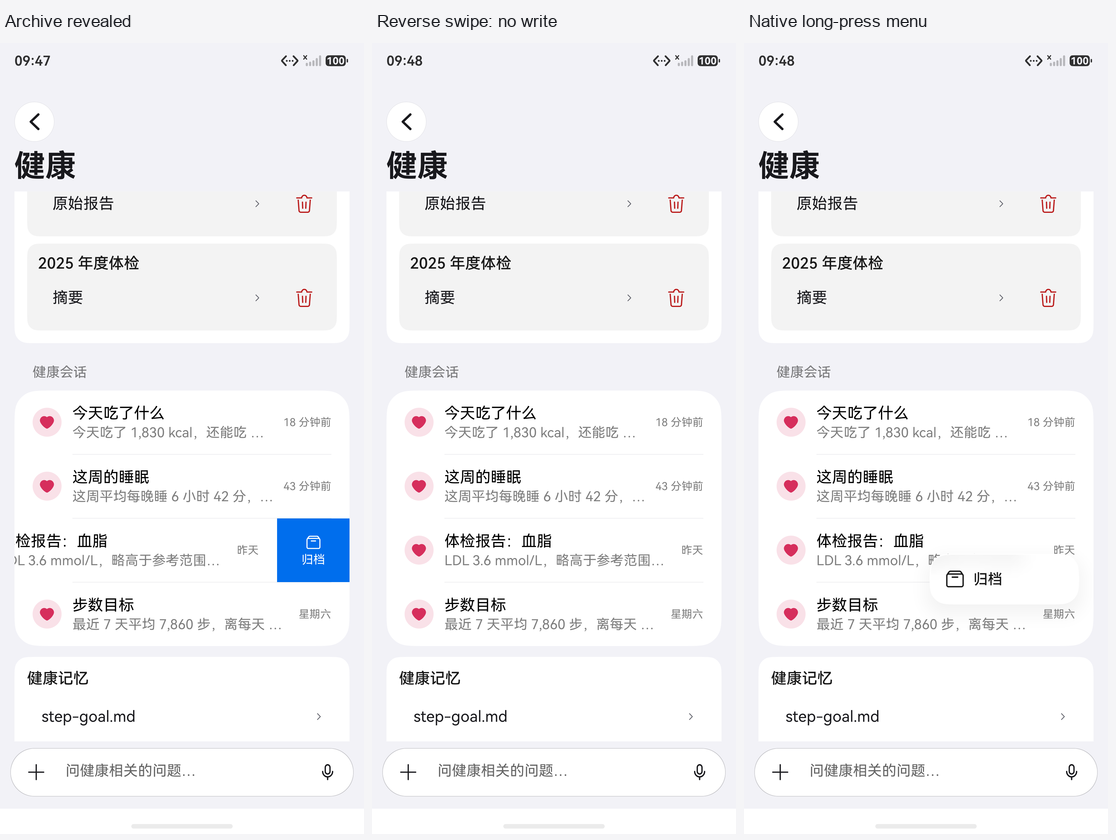 Archive revealed
09:47
100
健康
原始报告
2025 年度体检
摘要
健康会话
今天吃了什么
今天吃了 1,830 kcal，还能吃 …
18 分钟前
这周的睡眠
这周平均每晚睡 6 小时 42 分，…
43 分钟前
检报告：血脂
DL 3.6 mmol/L，略高于参考范围…
昨天
归档
步数目标
最近 7 天平均 7,860 步，离每天 …
星期六
健康记忆
step-goal.md
问健康相关的问题…
Reverse swipe: no write
09:48
100
健康
原始报告
2025 年度体检
摘要
健康会话
今天吃了什么
今天吃了 1,830 kcal，还能吃 …
18 分钟前
这周的睡眠
这周平均每晚睡 6 小时 42 分，…
43 分钟前
体检报告：血脂
LDL 3.6 mmol/L，略高于参考范围…
昨天
步数目标
最近 7 天平均 7,860 步，离每天 …
星期六
健康记忆
step-goal.md
问健康相关的问题…
Native long-press menu
09:48
100
健康
原始报告
2025 年度体检
摘要
健康会话
今天吃了什么
今天吃了 1,830 kcal，还能吃 …
18 分钟前
这周的睡眠
这周平均每晚睡 6 小时 42 分，…
43 分钟前
体检报告：血脂
LDL 3.6 mmol/L，
昨天
归档
步数目标
最近 7 天平均 7,860 步，离每天 …
星期六
健康记忆
step-goal.md
问健康相关的问题…